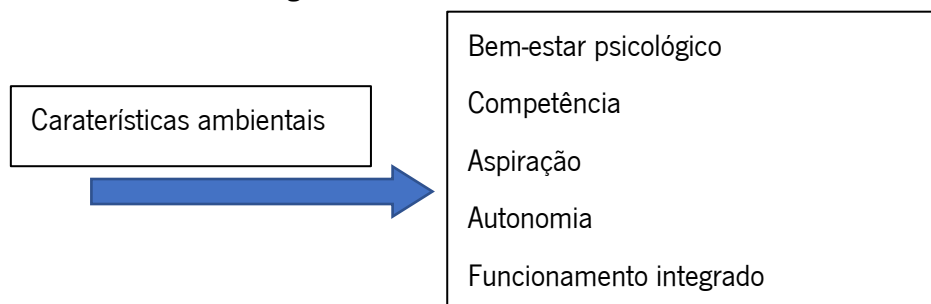 Caraterísticas ambientais
Bem-estar psicológico
Competência
Aspiração
Autonomia
Funcionamento integrado